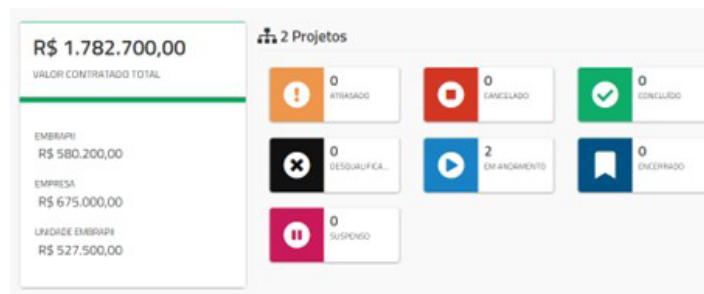 R$ 1.782.700,00
VALOR CONTRATADO TOTAL
EMBRAPII
R$ 580.200,00
EMPRESA
R$ 675.000,00
UNIDADE EMBRAPII
R$ 527.500,00
2 Projetos
0
ATRASADO
0
CANCELADO
0
CONCLUÍDO
0
DESQUALIFICA...
2
EM ANDAMENTO
0
ENCERRADO
0
SUSPENSO